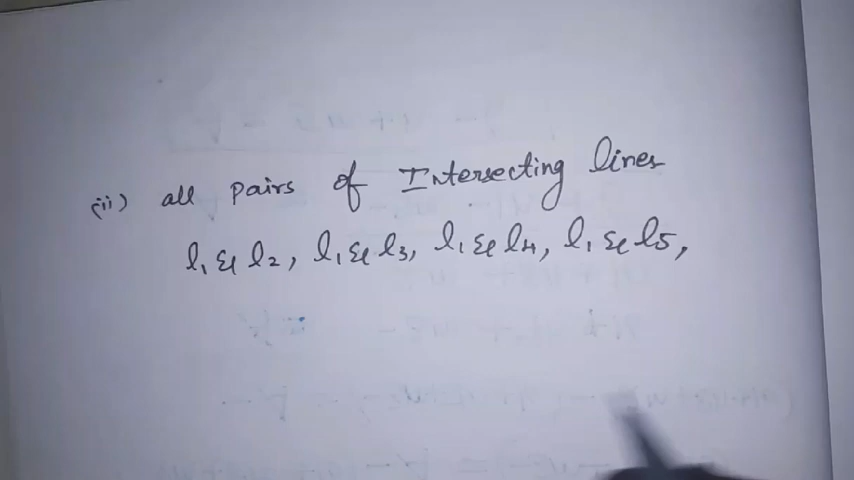 (ii) all pairs of Intersecting lines
l₁ & l₂, l₁ & l₃, l₁ & l₄, l₁ & l₅,